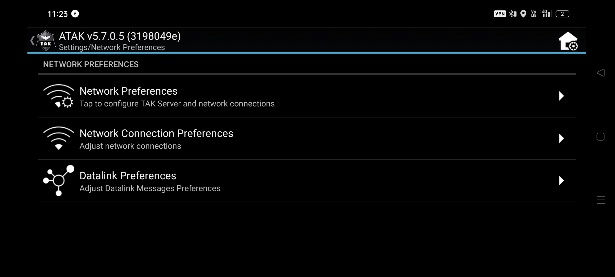 11:23
ATAK v5.7.0.5 (3198049e)
Settings/Network Preferences
NETWORK PREFERENCES
Network Preferences
Tap to configure TAK Server and network connections
Network Connection Preferences
Adjust network connections
Datalink Preferences
Adjust Datalink Messages Preferences